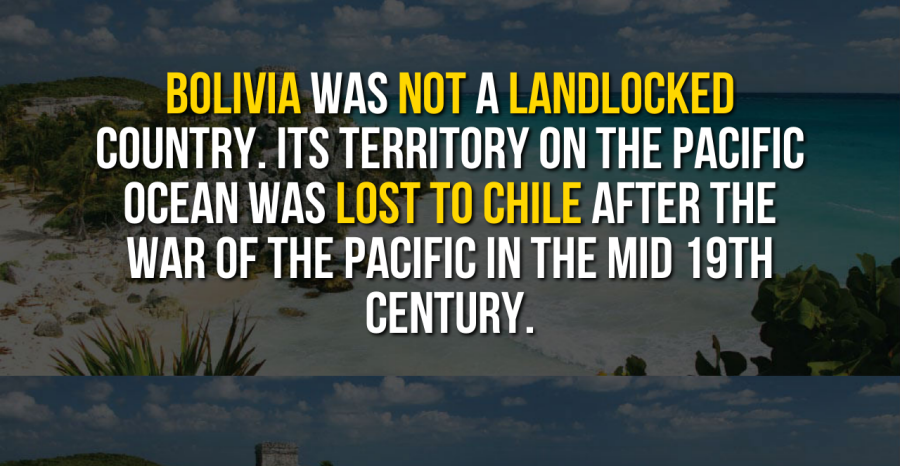 BOLIVIA WAS NOT A LANDLOCKED
COUNTRY. ITS TERRITORY ON THE PACIFIC
OCEAN WAS LOST TO CHILE AFTER THE
WAR OF THE PACIFIC IN THE MID 19TH
CENTURY.